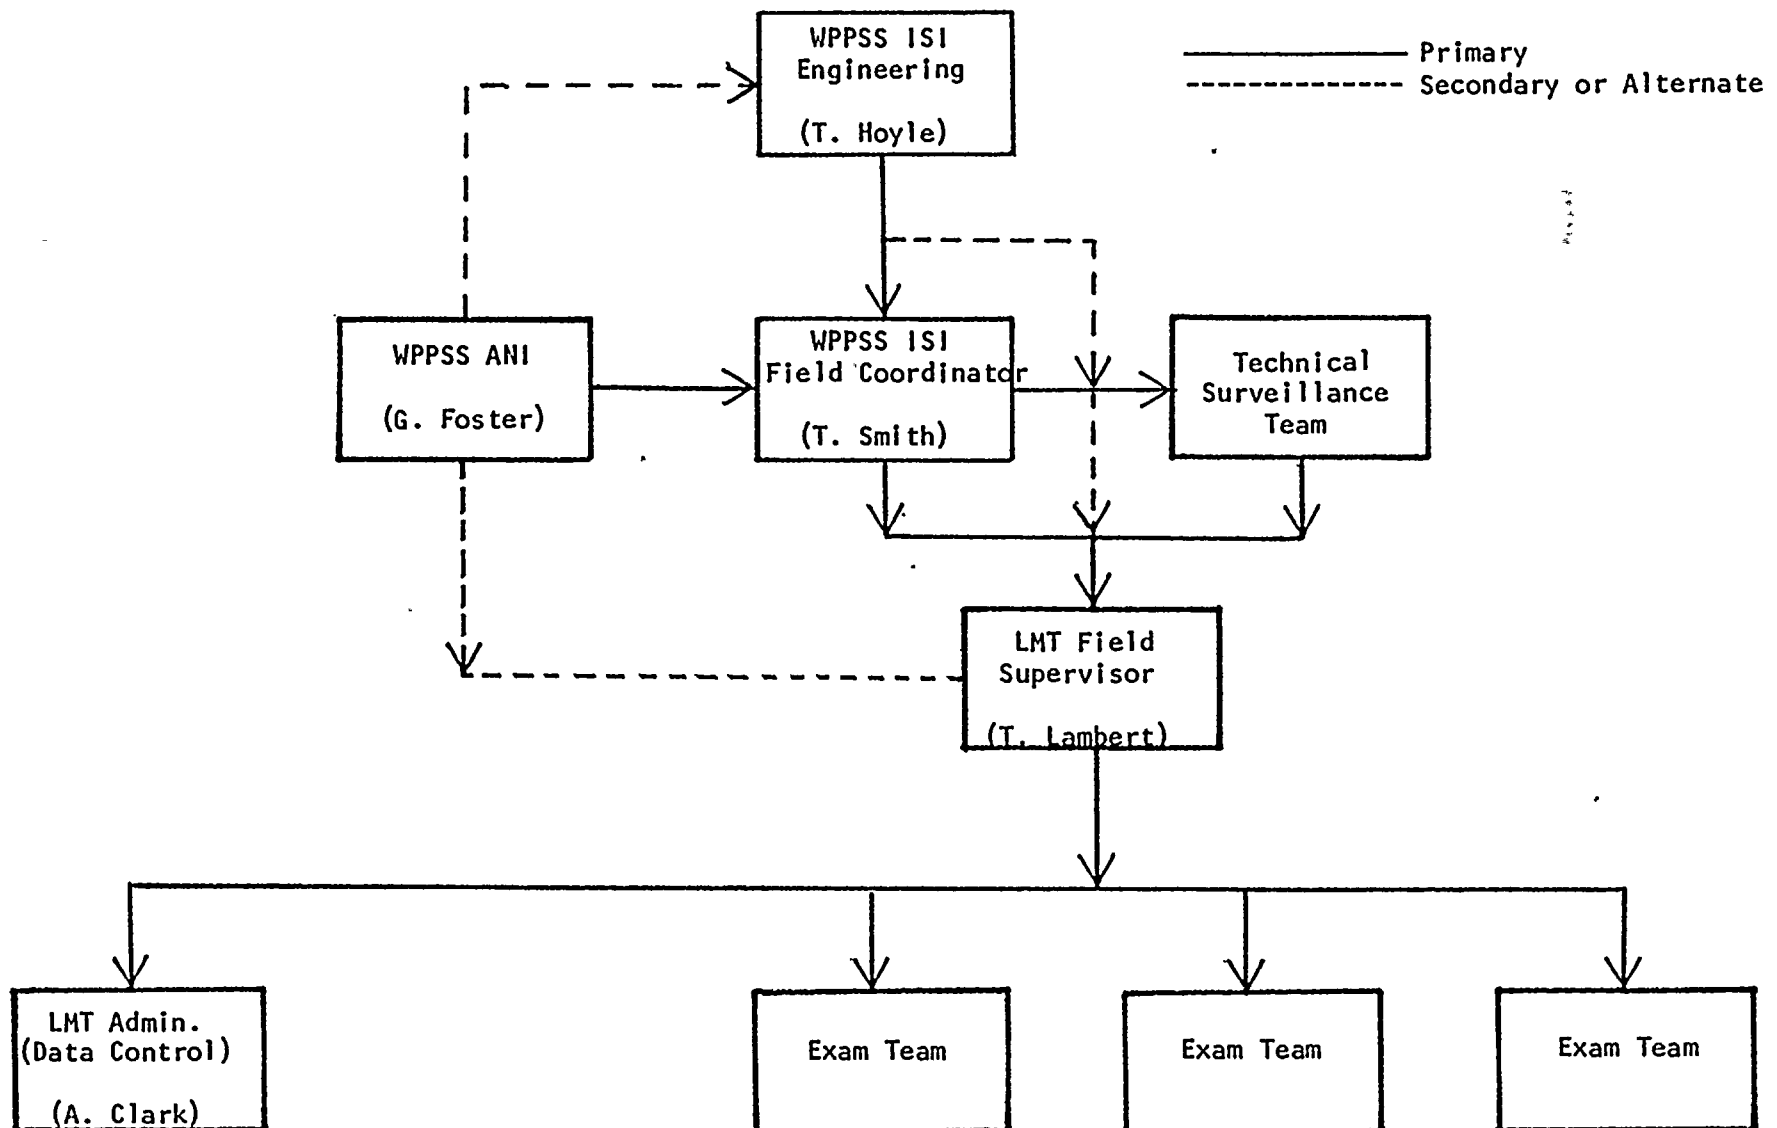 WPPSS ISI
Engineering
(T. Hoyle)
Primary
Secondary or Alternate
WPPSS ANI
(G. Foster)
WPPSS ISI
Field Coordinator
(T. Smith)
Technical
Surveillance
Team
LMT Field
Supervisor
(T. Lambert)
LMT Admin.
(Data Control)
(A. Clark)
Exam Team
Exam Team
Exam Team